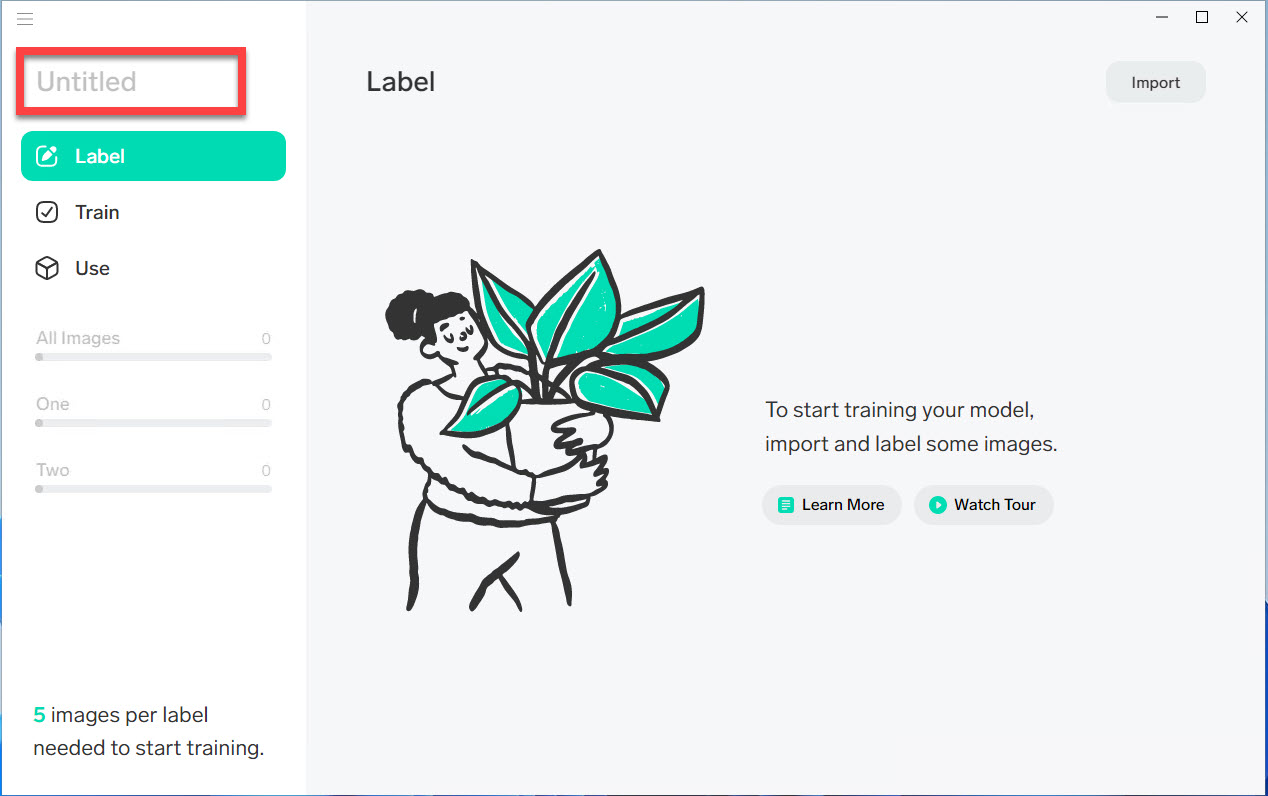 Untitled
Label
Train
Use
All Images 0
One 0
Two 0
5 images per label
needed to start training.
Label
Import
To start training your model,
import and label some images.
Learn More
Watch Tour